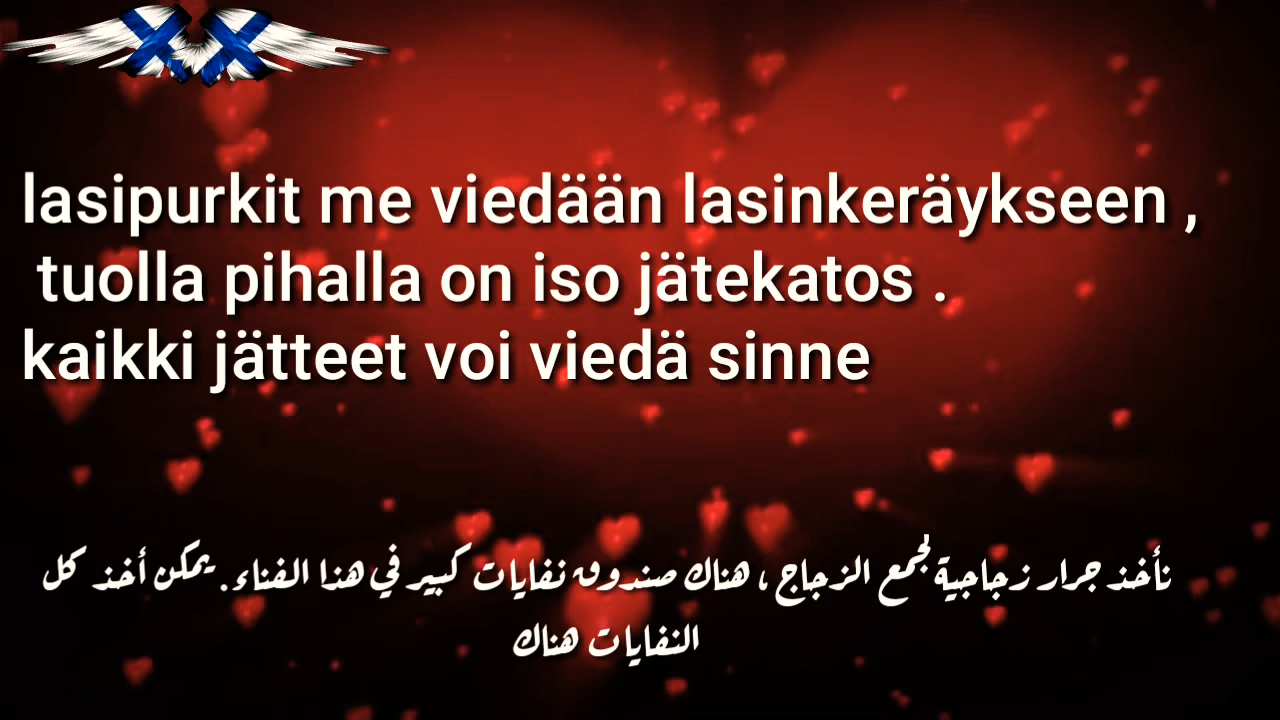 lasipurkit me viedään lasinkeräykseen ,
tuolla pihalla on iso jätekatos .
kaikki jätteet voi viedä sinne
نأخذ جرار زجاجية لجمع الزجاج ، هناك صندوق نفايات كبير في هذا الفناء. يمكن أخذ كل
النفايات هناك